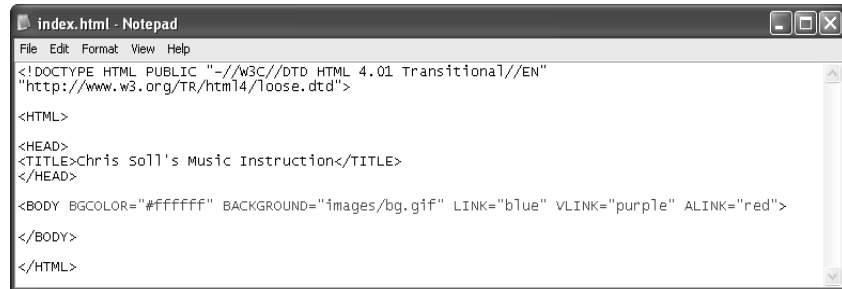 index.html - Notepad
File Edit Format View Help
<!DOCTYPE HTML PUBLIC "-//W3C//DTD HTML 4.01 Transitional//EN"
"http://www.w3.org/TR/html4/loose.dtd">
<HTML>
<HEAD>
<TITLE>Chris Soll's Music Instruction</TITLE>
</HEAD>
<BODY BGCOLOR="#ffffff" BACKGROUND="images/bg.gif" LINK="blue" VLINK="purple" ALINK="red">
</BODY>
</HTML>